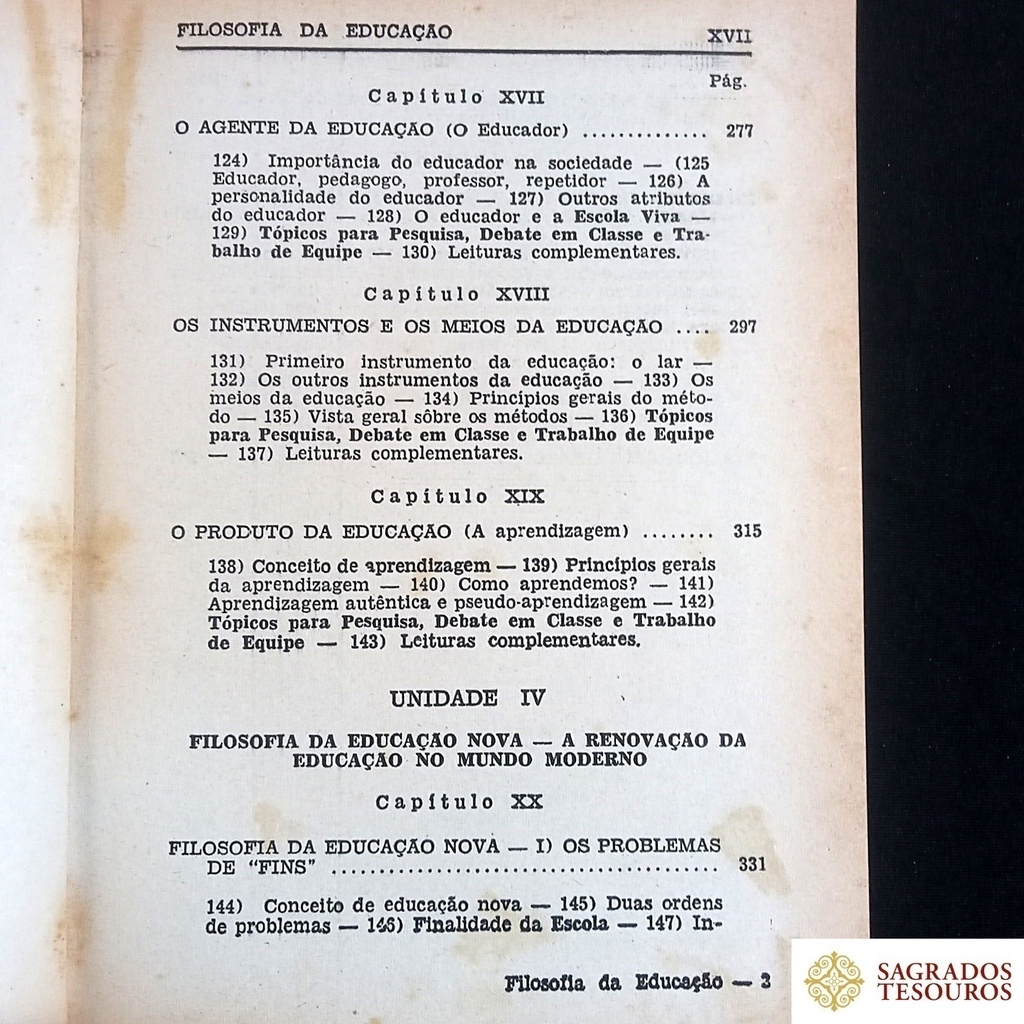 FILOSOFIA DA EDUCAÇÃO XVII
Pág.
Capítulo XVII
O AGENTE DA EDUCAÇÃO (O Educador) .............. 277
124) Importância do educador na sociedade — (125
Educador, pedagogo, professor, repetidor — 126) A
personalidade do educador — 127) Outros atributos
do educador — 128) O educador e a Escola Viva —
129) Tópicos para Pesquisa, Debate em Classe e Tra-
balho de Equipe — 130) Leituras complementares.
Capítulo XVIII
OS INSTRUMENTOS E OS MEIOS DA EDUCAÇÃO .... 297
131) Primeiro instrumento da educação: o lar —
132) Os outros instrumentos da educação — 133) Os
meios da educação — 134) Princípios gerais do méto-
do — 135) Vista geral sôbre os métodos — 136) Tópicos
para Pesquisa, Debate em Classe e Trabalho de Equipe
— 137) Leituras complementares.
Capítulo XIX
O PRODUTO DA EDUCAÇÃO (A aprendizagem) ........ 315
138) Conceito de aprendizagem — 139) Princípios gerais
da aprendizagem — 140) Como aprendemos? — 141)
Aprendizagem autêntica e pseudo-aprendizagem — 142)
Tópicos para Pesquisa, Debate em Classe e Trabalho
de Equipe — 143) Leituras complementares.
UNIDADE IV
FILOSOFIA DA EDUCAÇÃO NOVA — A RENOVAÇÃO DA
EDUCAÇÃO NO MUNDO MODERNO
Capítulo XX
FILOSOFIA DA EDUCAÇÃO NOVA — I) OS PROBLEMAS
DE "FINS" ....................................... 331
144) Conceito de educação nova — 145) Duas ordens
de problemas — 146) Finalidade da Escola — 147) In-
Filosofia da Educação — 2
SAGRADOS
TESOUROS